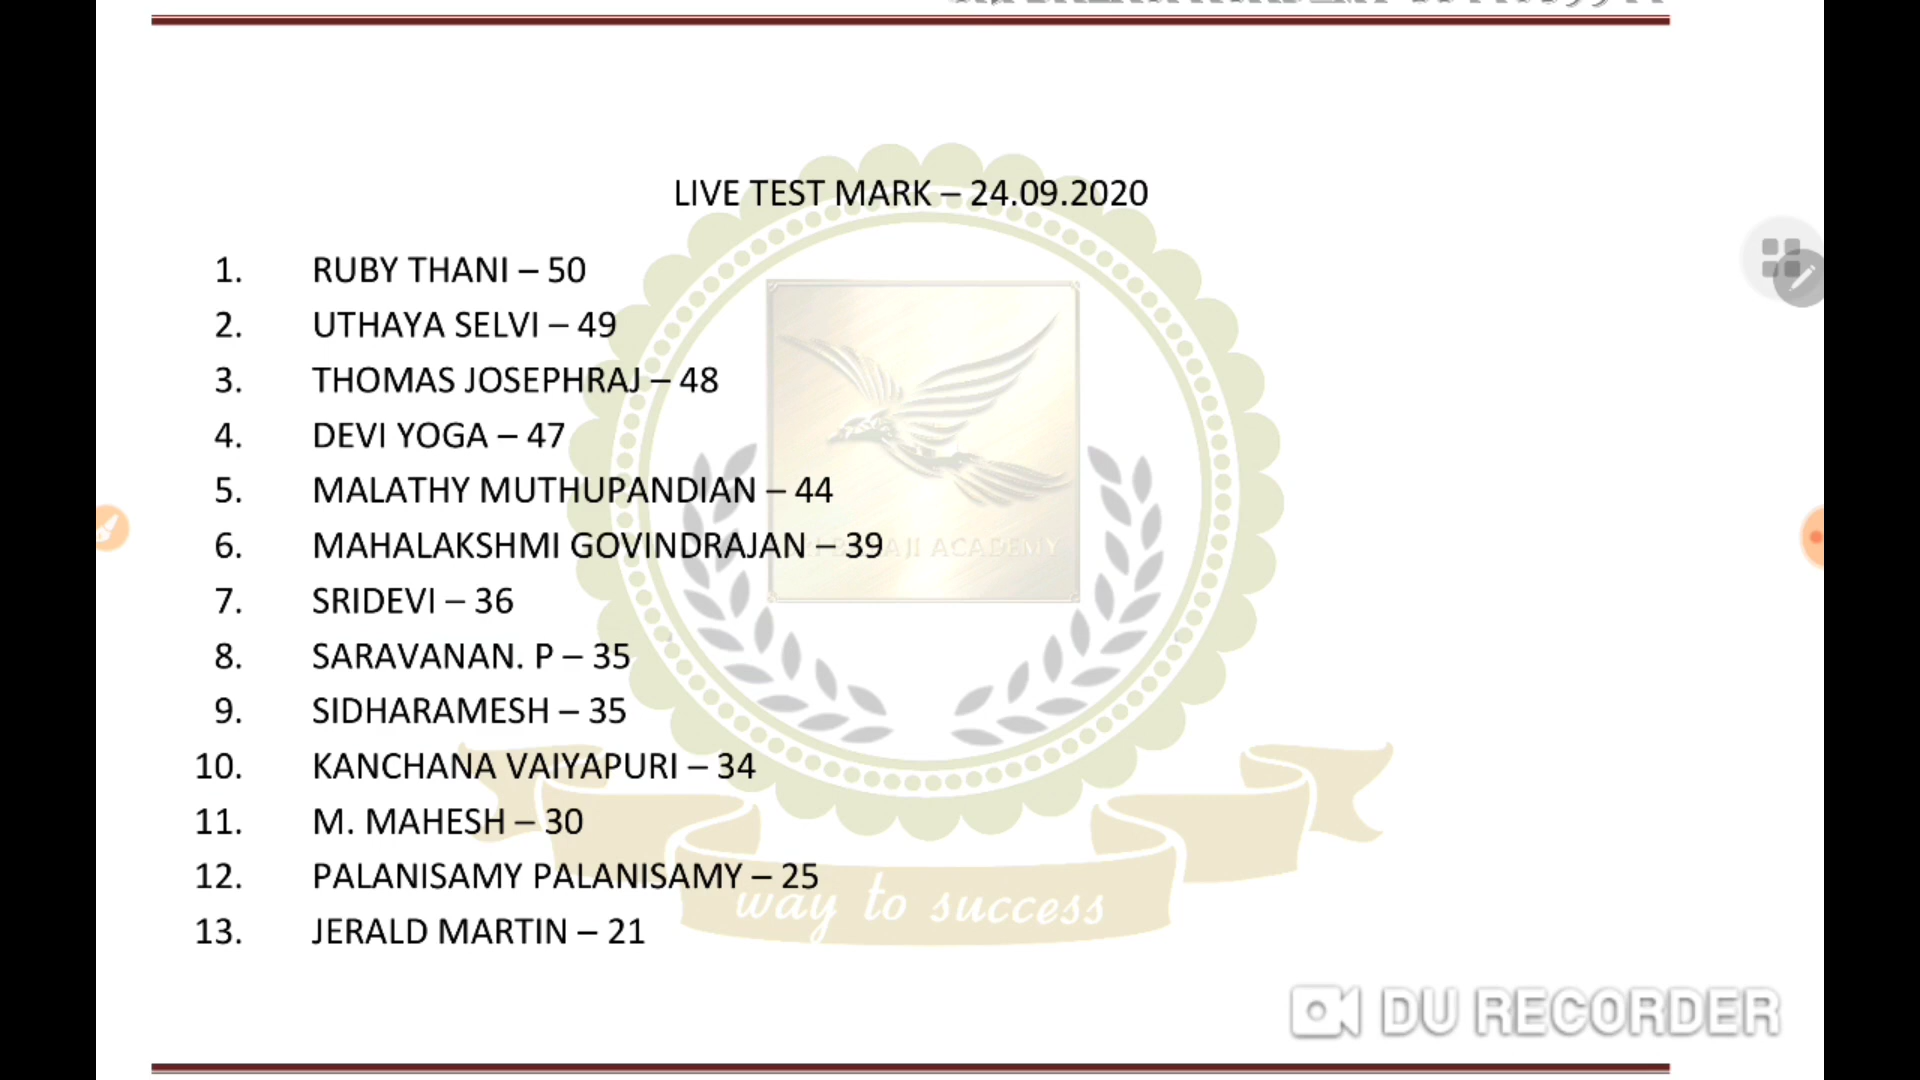 LIVE TEST MARK – 24.09.2020
1. RUBY THANI – 50
2. UTHAYA SELVI – 49
3. THOMAS JOSEPHRAJ – 48
4. DEVI YOGA – 47
5. MALATHY MUTHUPANDIAN – 44
6. MAHALAKSHMI GOVINDRAJAN – 39
ACADEMY
7. SRIDEVI – 36
8. SARAVANAN. P – 35
9. SIDHARAMESH – 35
10. KANCHANA VAIYAPURI – 34
11. M. MAHESH – 30
12. PALANISAMY PALANISAMY – 25
way to success
13. JERALD MARTIN – 21
DU RECORDER